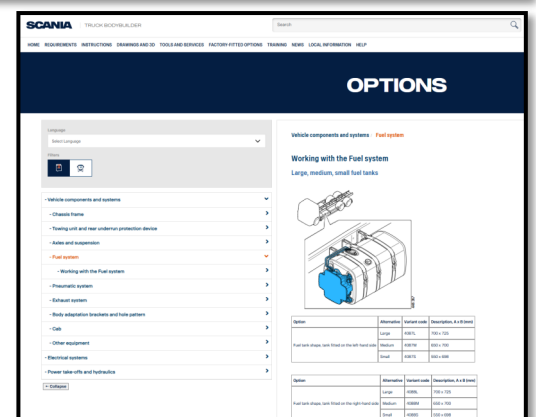 SCANIA TRUCK BODYBUILDER
Search
HOME REQUIREMENTS INSTRUCTIONS DRAWINGS AND 3D TOOLS AND SERVICES FACTORY-FITTED OPTIONS TRAINING NEWS LOCAL INFORMATION HELP
OPTIONS
Language
Select Language
Filters
- Vehicle components and systems
- Chassis frame
- Towing unit and rear underrun protection device
- Axles and suspension
- Fuel system
- Working with the Fuel system
- Pneumatic system
- Exhaust system
- Body adaptation brackets and hole pattern
- Cab
- Other equipment
- Electrical systems
- Power take-offs and hydraulics
Collapse
Vehicle components and systems Fuel system
Working with the Fuel system
Large, medium, small fuel tanks
Option Alternative Variant code Description, A x B (mm)
Large 700 x 725
Fuel tank shape, tank fitted on the left-hand side Medium
Small
Option Alternative Variant code Description, A x B (mm)
Large 700 x 725
Fuel tank shape, tank fitted on the right-hand side Medium
Small